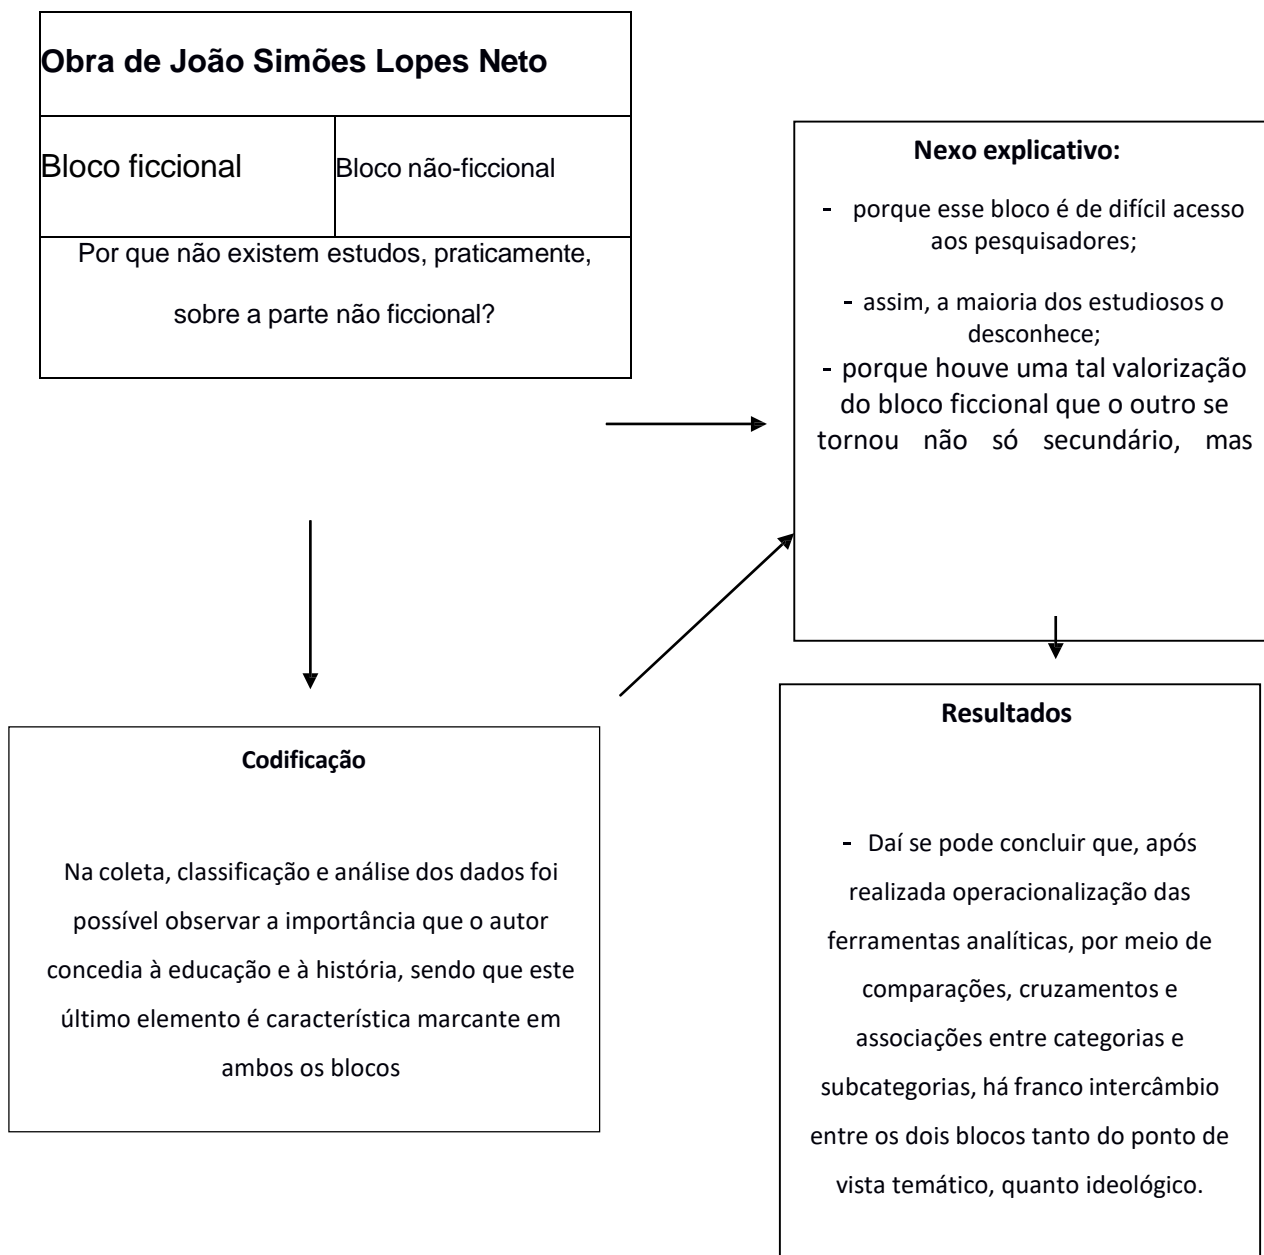 Obra de João Simões Lopes Neto
Bloco ficcional
Bloco não-ficcional
Por que não existem estudos, praticamente,
sobre a parte não ficcional?
Nexo explicativo:
- porque esse bloco é de difícil acesso
aos pesquisadores;
- assim, a maioria dos estudiosos o
desconhece;
- porque houve uma tal valorização
do bloco ficcional que o outro se
tornou não só secundário, mas
Codificação
Na coleta, classificação e análise dos dados foi
possível observar a importância que o autor
concedia à educação e à história, sendo que este
último elemento é característica marcante em
ambos os blocos
Resultados
- Daí se pode concluir que, após
realizada operacionalização das
ferramentas analíticas, por meio de
comparações, cruzamentos e
associações entre categorias e
subcategorias, há franco intercâmbio
entre os dois blocos tanto do ponto de
vista temático, quanto ideológico.